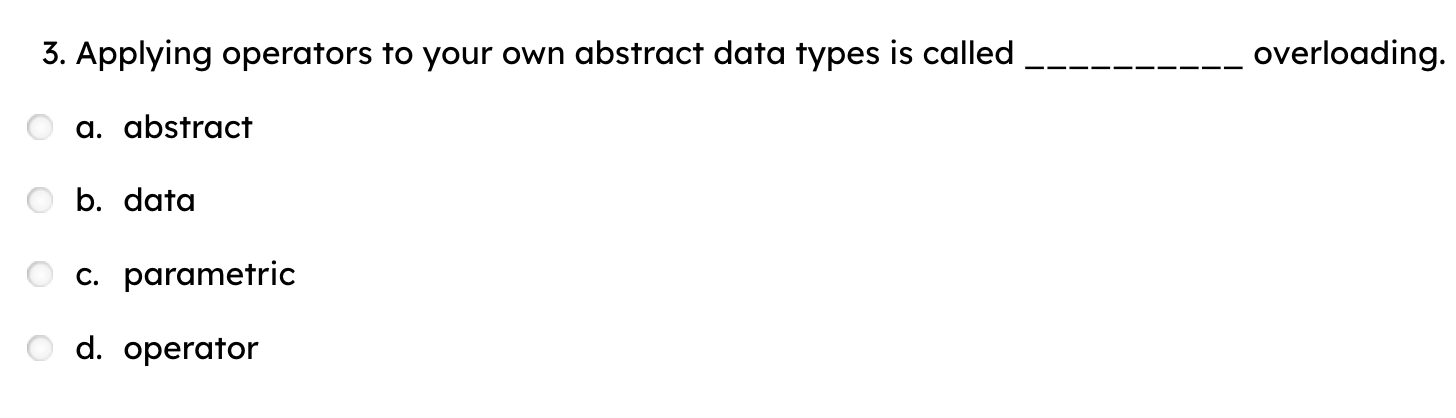 3. Applying operators to your own abstract data types is called __________ overloading.
a. abstract
b. data
c. parametric
d. operator